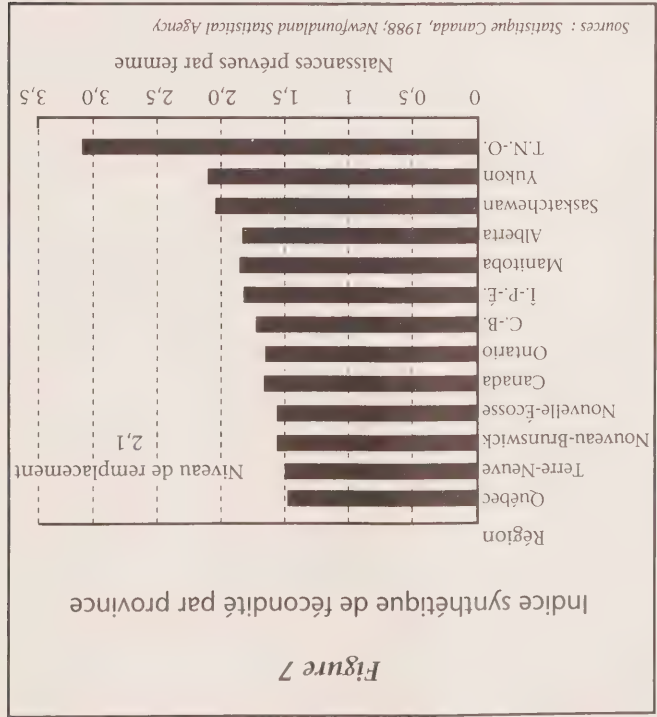 Figure 7
Indice synthétique de fécondité par province
Région
Québec
Terre-Neuve
Niveau de remplacement
2,1
Nouveau-Brunswick
Nouvelle-Écosse
Canada
Ontario
C.-B.
Î.-P.-É.
Manitoba
Alberta
Saskatchewan
Yukon
T.N.-O.
0 0,5 1 1,5 2,0 2,5 3,0 3,5
Naissances prévues par femme
Sources : Statistique Canada, 1988; Newfoundland Statistical Agency